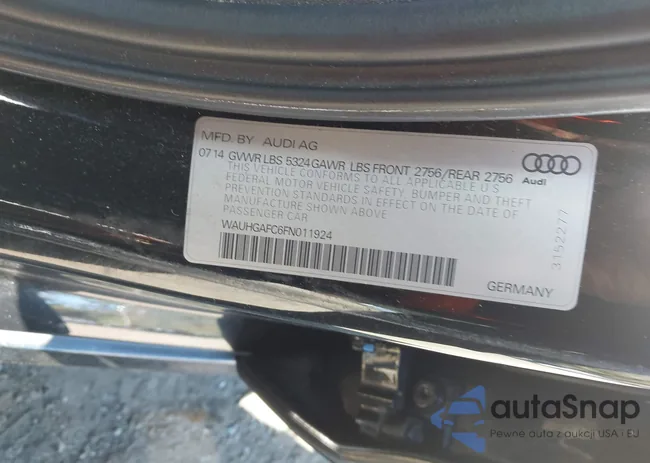 MFD. BY AUDI AG
07 14 GVWR LBS 5324 GAWR LBS FRONT 2756/REAR 2756
THIS VEHICLE CONFORMS TO ALL APPLICABLE U S
FEDERAL MOTOR VEHICLE SAFETY, BUMPER AND THEFT
PREVENTION STANDARDS IN EFFECT ON THE DATE OF
MANUFACTURE SHOWN ABOVE
PASSENGER CAR
WAUHGAFC6FN011924
GERMANY
Audi
3152277
autoSnap
Pewne auta z aukcji USA i EU